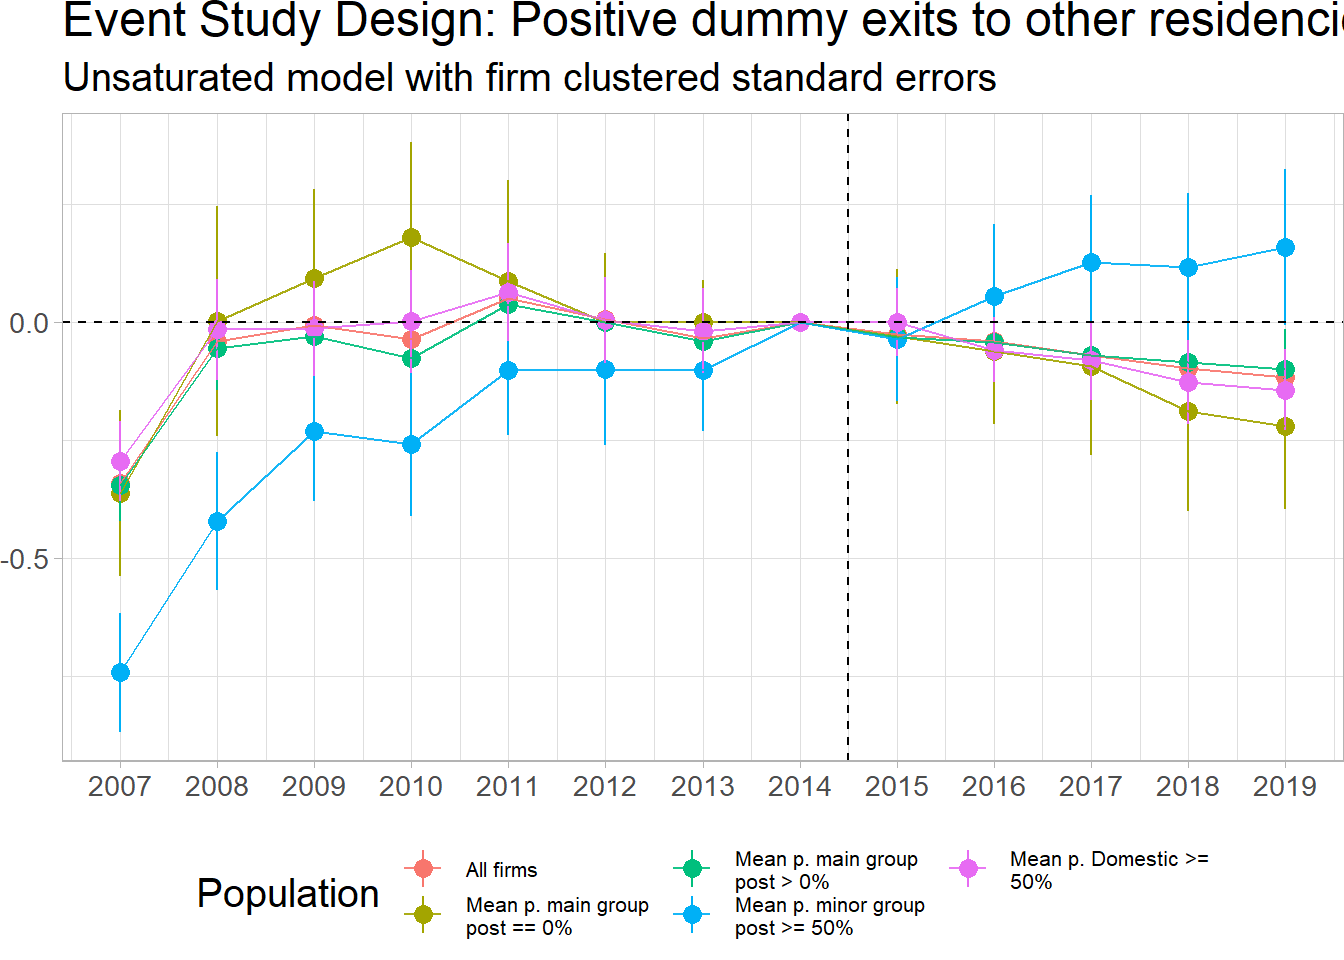 Event Study Design: Positive dummy exits to other residenci
Unsaturated model with firm clustered standard errors
0.0
-0.5
2007 2008 2009 2010 2011 2012 2013 2014 2015 2016 2017 2018 2019
Population
All firms
Mean p. main group
post == 0%
Mean p. main group
post > 0%
Mean p. minor group
post >= 50%
Mean p. Domestic >=
50%